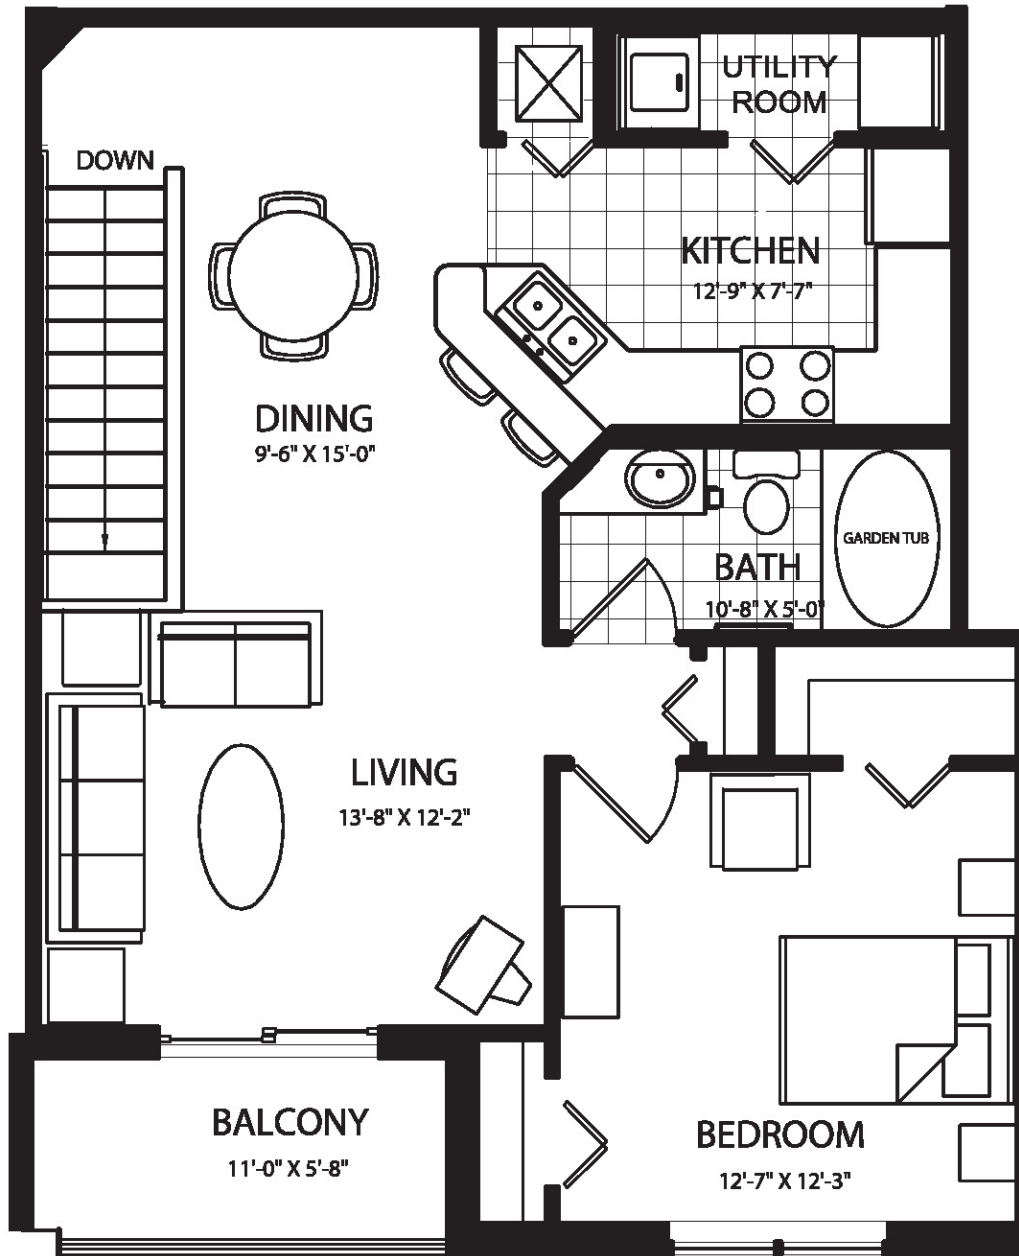 UTILITY
ROOM
DOWN
KITCHEN
12'-9" X 7'-7"
DINING
9'-6" X 15'-0"
GARDEN TUB
BATH
10'-8" X 5'-0"
LIVING
13'-8" X 12'-2"
BALCONY
11'-0" X 5'-8"
BEDROOM
12'-7" X 12'-3"